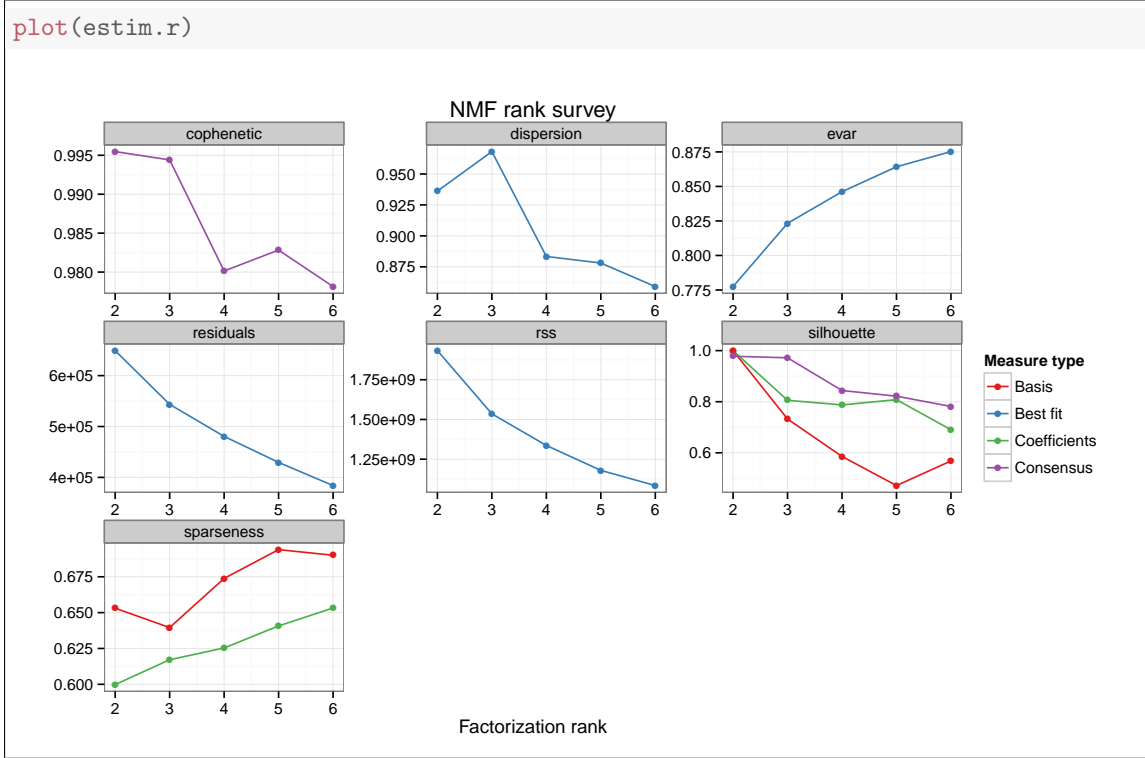 plot(estim.r)
NMF rank survey
cophenetic
dispersion
evar
0.995
0.990
0.985
0.980
2 3 4 5 6
0.950
0.925
0.900
0.875
2 3 4 5 6
0.875
0.850
0.825
0.800
0.775
2 3 4 5 6
residuals
rss
silhouette
6e+05
5e+05
4e+05
2 3 4 5 6
1.75e+09
1.50e+09
1.25e+09
2 3 4 5 6
1.0
0.8
0.6
2 3 4 5 6
Measure type
Basis
Best fit
Coefficients
Consensus
sparseness
0.675
0.650
0.625
0.600
2 3 4 5 6
Factorization rank